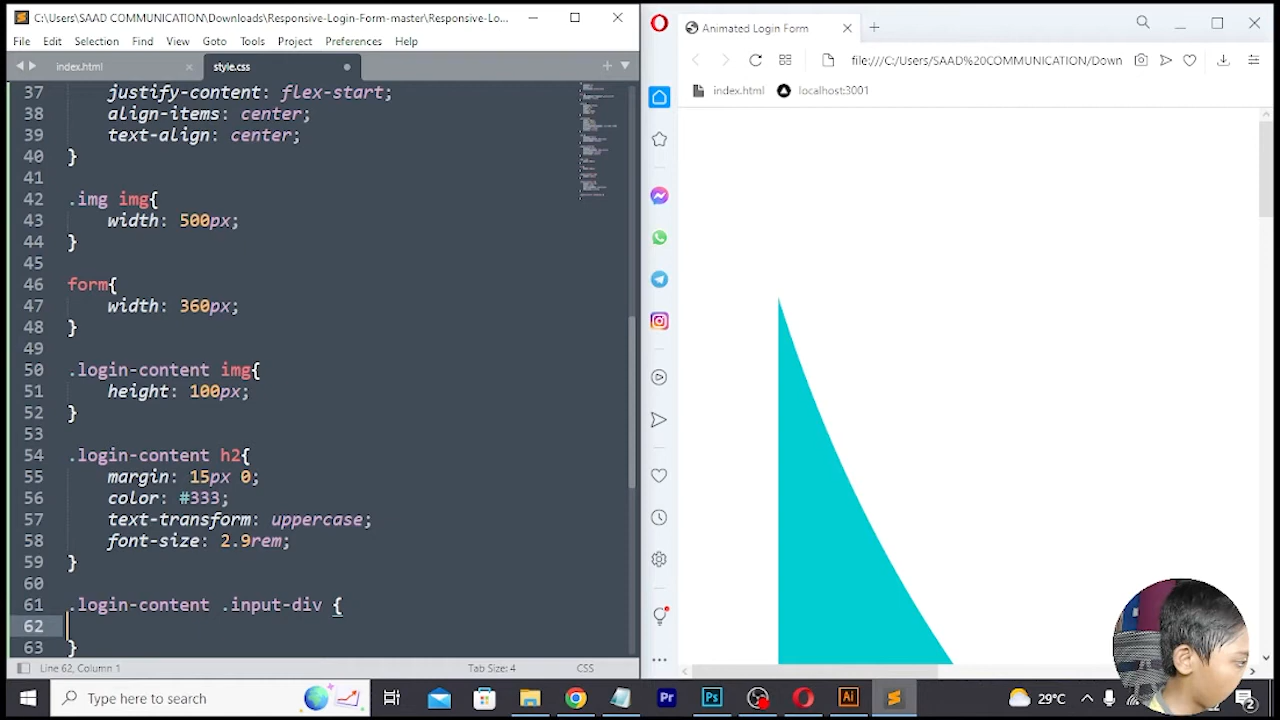 C:\Users\SAAD COMMUNICATION\Downloads\Responsive-Login-Form-master\Responsive-Lo...
File Edit Selection Find View Goto Tools Project Preferences Help
index.html
style.css
37 justify-content: flex-start;
38 align-items: center;
39 text-align: center;
40 }
41
42 .img img{
43 width: 500px;
44 }
45
46 form{
47 width: 360px;
48 }
49
50 .login-content img{
51 height: 100px;
52 }
53
54 .login-content h2{
55 margin: 15px 0;
56 color: #333;
57 text-transform: uppercase;
58 font-size: 2.9rem;
59 }
60
61 .login-content .input-div {
62
63 }
Line 62, Column 1
Tab Size: 4
CSS
Animated Login Form
file:///C:/Users/SAAD%20COMMUNICATION/Down
index.html
localhost:3001
Type here to search
Pr
Ps
Ai
29°C
2